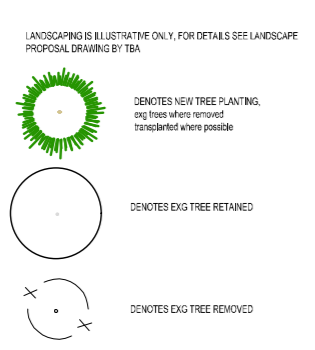 LANDSCAPING IS ILLUSTRATIVE ONLY, FOR DETAILS SEE LANDSCAPE
PROPOSAL DRAWING BY TBA
DENOTES NEW TREE PLANTING,
exg trees where removed
transplanted where possible
DENOTES EXG TREE RETAINED
DENOTES EXG TREE REMOVED